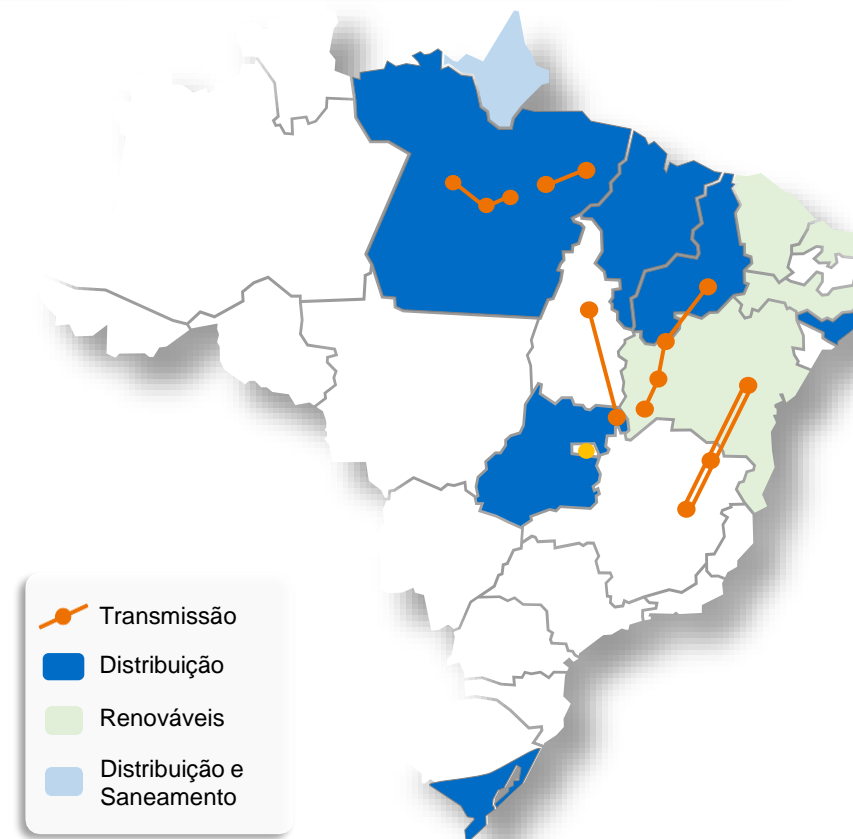 Transmissão
Distribuição
Renováveis
Distribuição e
Saneamento